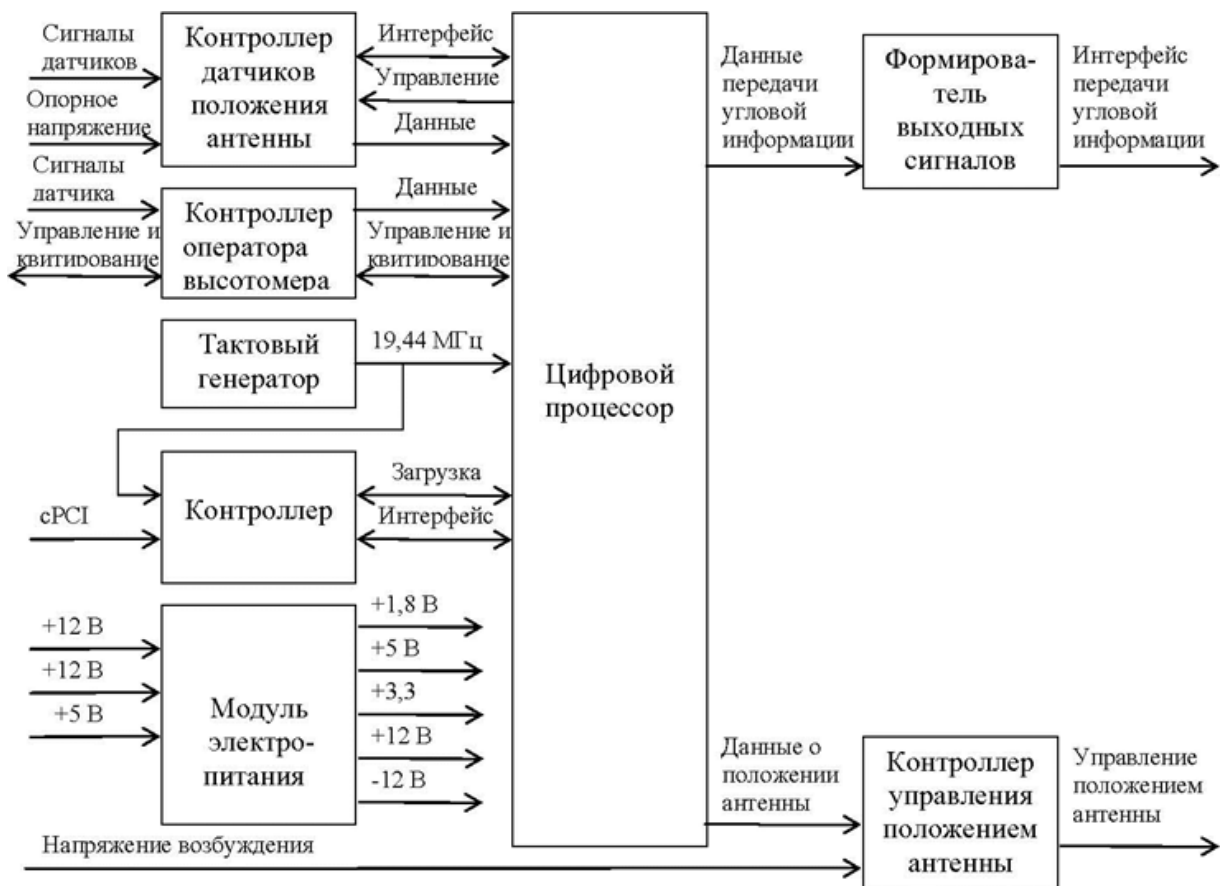 Сигналы
датчиков
Опорное
напряжение
Сигналы
датчика
Управление и
квитирование
Контроллер
датчиков
положения
антенны
Интерфейс
Управление
Данные
Контроллер
оператора
высотомера
Данные
Управление и
квитирование
Тактовый
генератор
19,44 МГц
cPCI
Контроллер
Загрузка
Интерфейс
+12 В
+12 В
+5 В
Модуль
электро-
питания
+1,8 В
+5 В
+3,3
+12 В
-12 В
Напряжение возбуждения
Цифровой
процессор
Данные
передачи
угловой
информации
Формирова-
тель
выходных
сигналов
Интерфейс
передачи
угловой
информации
Данные о
положении
антенны
Контроллер
управления
положением
антенны
Управление
положением
антенны